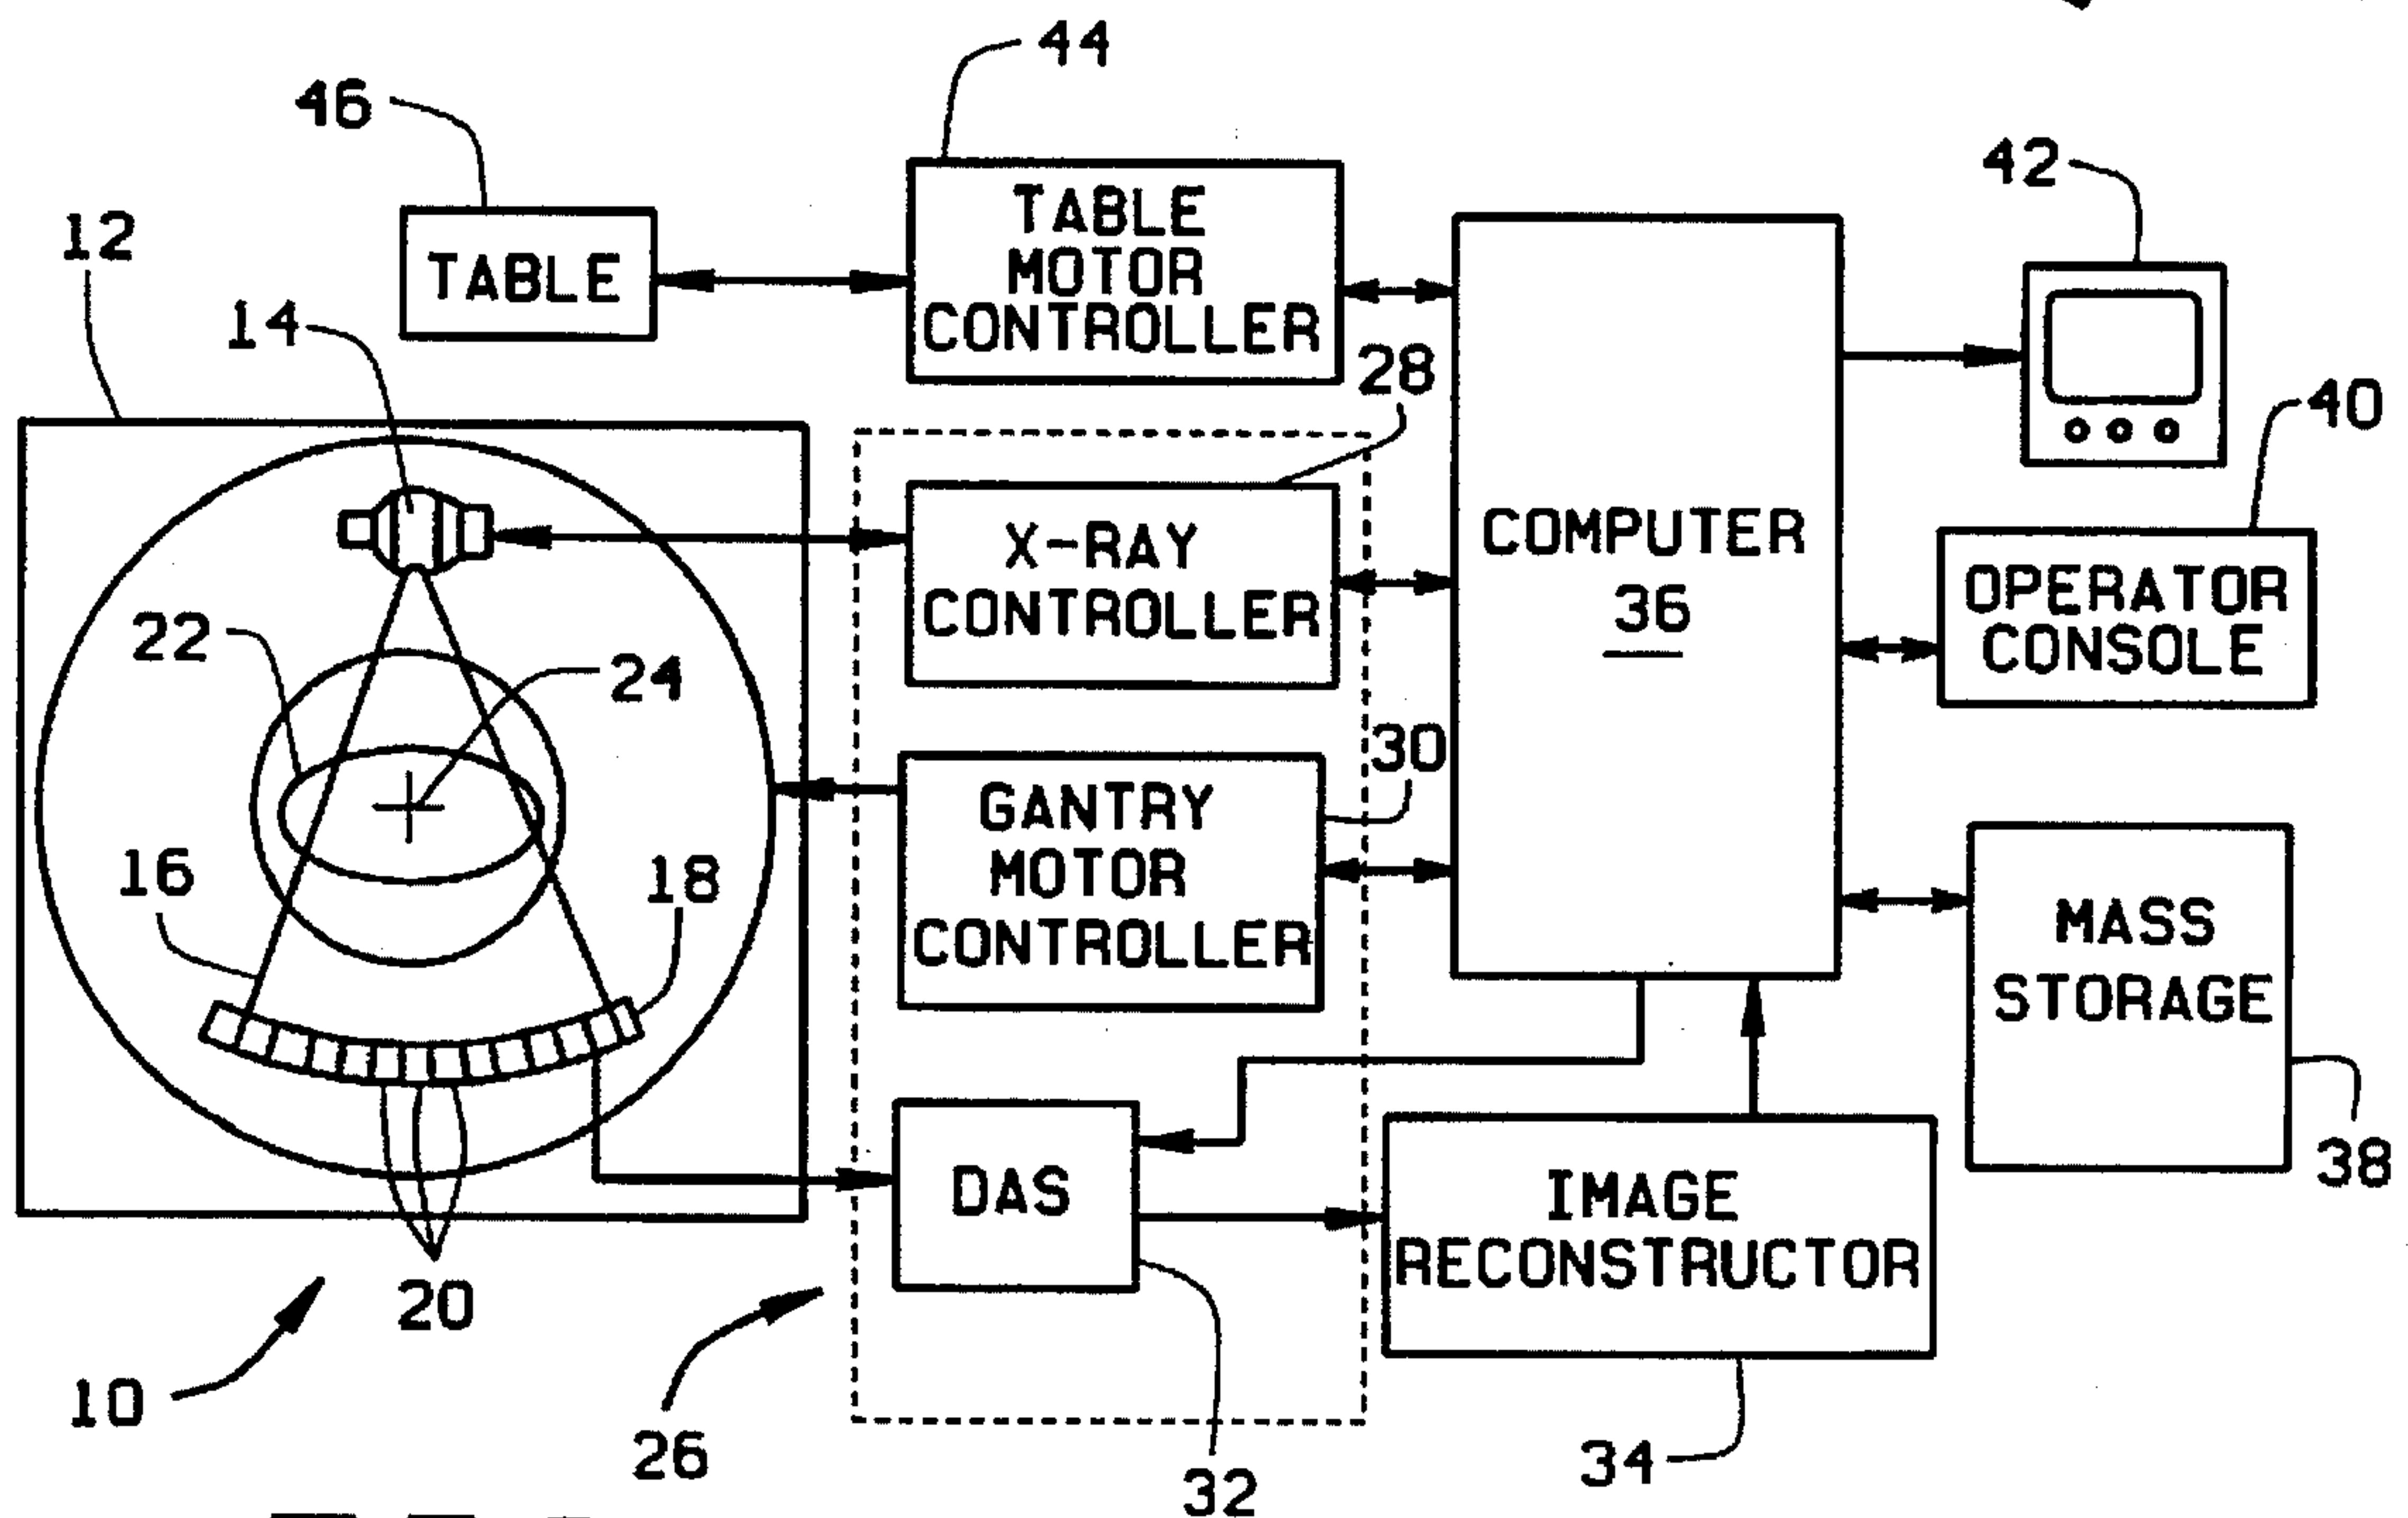 44
46
42
12
TABLE
MOTOR
CONTROLLER
TABLE
14
28
40
X-RAY
CONTROLLER
COMPUTER
36
OPERATOR
CONSOLE
22
24
30
GANTRY
MOTOR
CONTROLLER
16
18
MASS
STORAGE
38
DAS
IMAGE
RECONSTRUCTOR
20
10
26
32
34